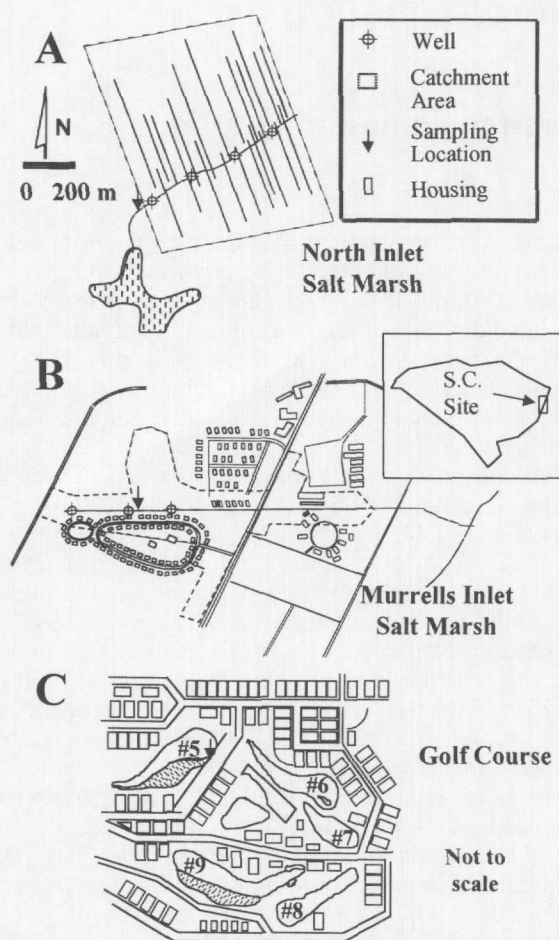 A
N
0 200 m
Well
Catchment
Area
Sampling
Location
Housing
North Inlet
Salt Marsh
B
S.C.
Site
Murrells Inlet
Salt Marsh
C
#5
#6
#7
#9
#8
Golf Course
Not to
scale